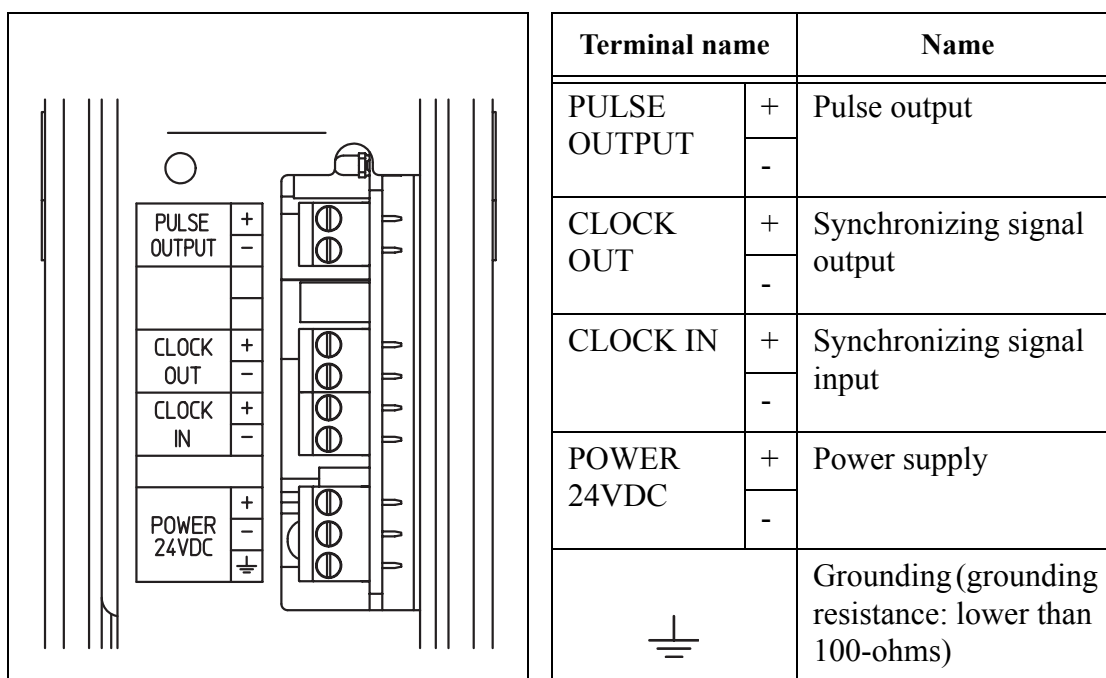 PULSE +
OUTPUT −
CLOCK +
OUT −
CLOCK +
IN −
+
POWER −
24VDC
Terminal name Name
PULSE + Pulse output
OUTPUT
-
CLOCK + Synchronizing signal
OUT output
-
CLOCK IN + Synchronizing signal
input
-
POWER + Power supply
24VDC
-
Grounding (grounding
resistance: lower than
100-ohms)